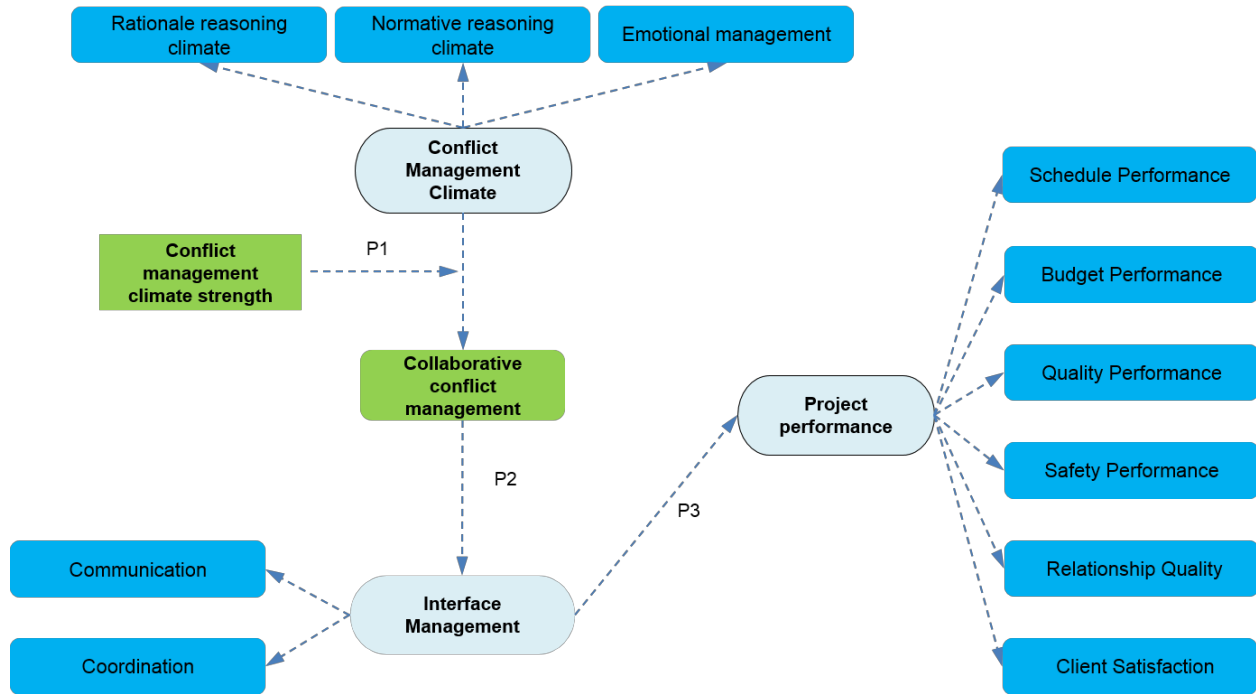 Rationale reasoning
climate
Normative reasoning
climate
Emotional management
Conflict
Management
Climate
Schedule Performance
Conflict
management
climate strength
P1
Budget Performance
Collaborative
conflict
management
Quality Performance
Project
performance
Safety Performance
P2
P3
Communication
Relationship Quality
Interface
Management
Coordination
Client Satisfaction